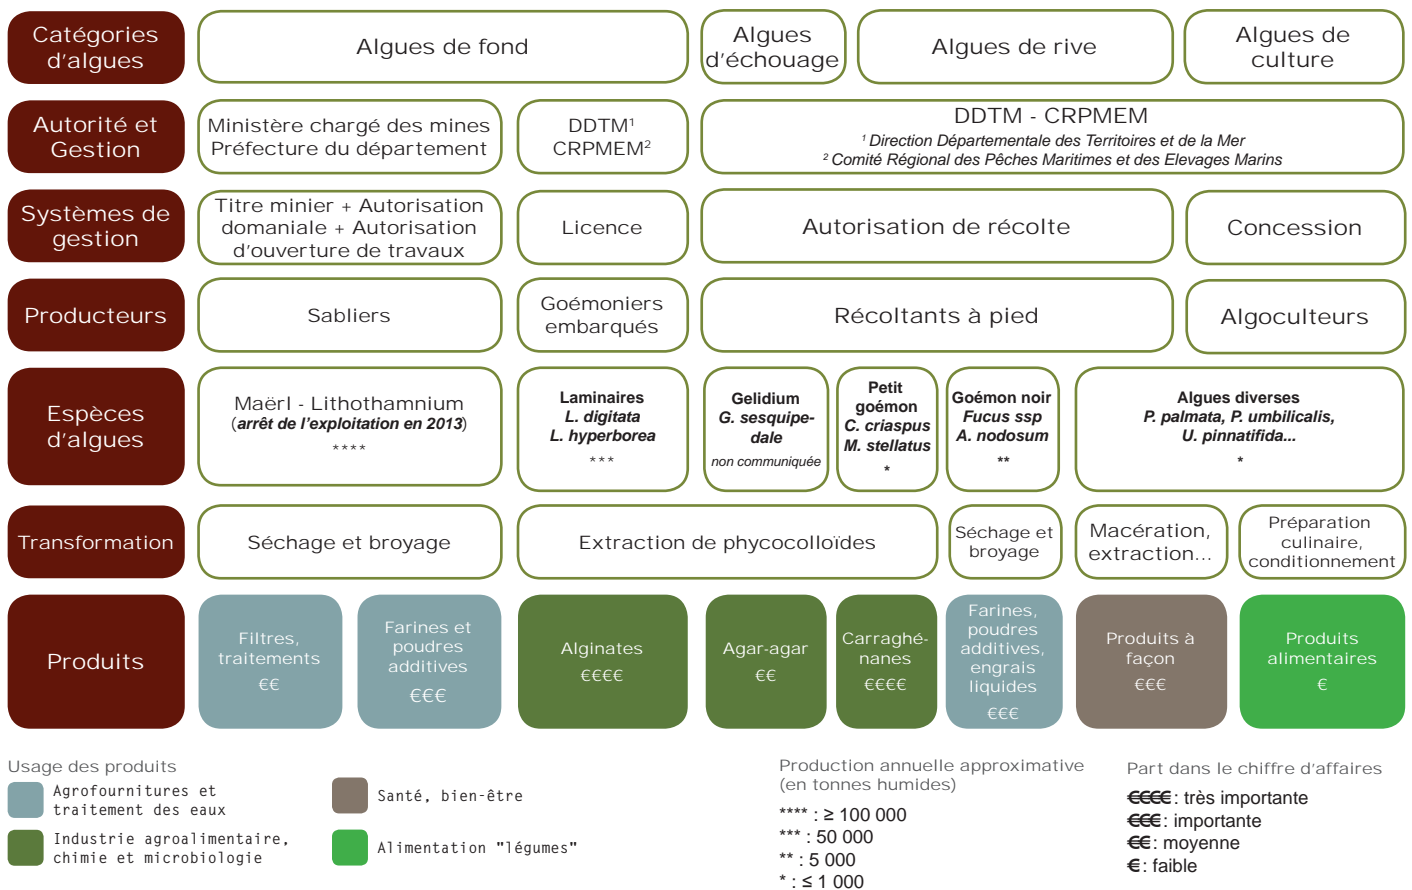 Catégories
d'algues
Algues de fond
Algues
d'échouage
Algues de rive
Algues de
culture
Autorité et
Gestion
Ministère chargé des mines
Préfecture du département
DDTM¹
CRPMEM²
DDTM - CRPMEM
¹ Direction Départementale des Territoires et de la Mer
² Comité Régional des Pêches Maritimes et des Elevages Marins
Systèmes de
gestion
Titre minier + Autorisation
domaniale + Autorisation
d'ouverture de travaux
Licence
Autorisation de récolte
Concession
Producteurs
Sabliers
Goémoniers
embarqués
Récoltants à pied
Algoculteurs
Espèces
d'algues
Maërl - Lithothamnium
(arrêt de l'exploitation en 2013)
****
Laminaires
L. digitata
L. hyperborea
***
Gelidium
G. sesquipe-
dale
non communiquée
Petit
goémon
C. criaspus
M. stellatus
*
Goémon noir
Fucus ssp
A. nodosum
**
Algues diverses
P. palmata, P. umbilicalis,
U. pinnatifida...
*
Transformation
Séchage et broyage
Extraction de phycocolloïdes
Séchage et
broyage
Macération,
extraction...
Préparation
culinaire,
conditionnement
Produits
Filtres,
traitements
€€
Farines et
poudres
additives
€€€
Alginates
€€€€
Agar-agar
€€
Carraghé-
nanes
€€€€
Farines,
poudres
additives,
engrais
liquides
€€€
Produits à
façon
€€€
Produits
alimentaires
€
Usage des produits
Agrofournitures et
traitement des eaux
Industrie agroalimentaire,
chimie et microbiologie
Santé, bien-être
Alimentation "légumes"
Production annuelle approximative
(en tonnes humides)
**** : ≥ 100 000
*** : 50 000
** : 5 000
* : ≤ 1 000
Part dans le chiffre d'affaires
€€€€ : très importante
€€€ : importante
€€ : moyenne
€ : faible